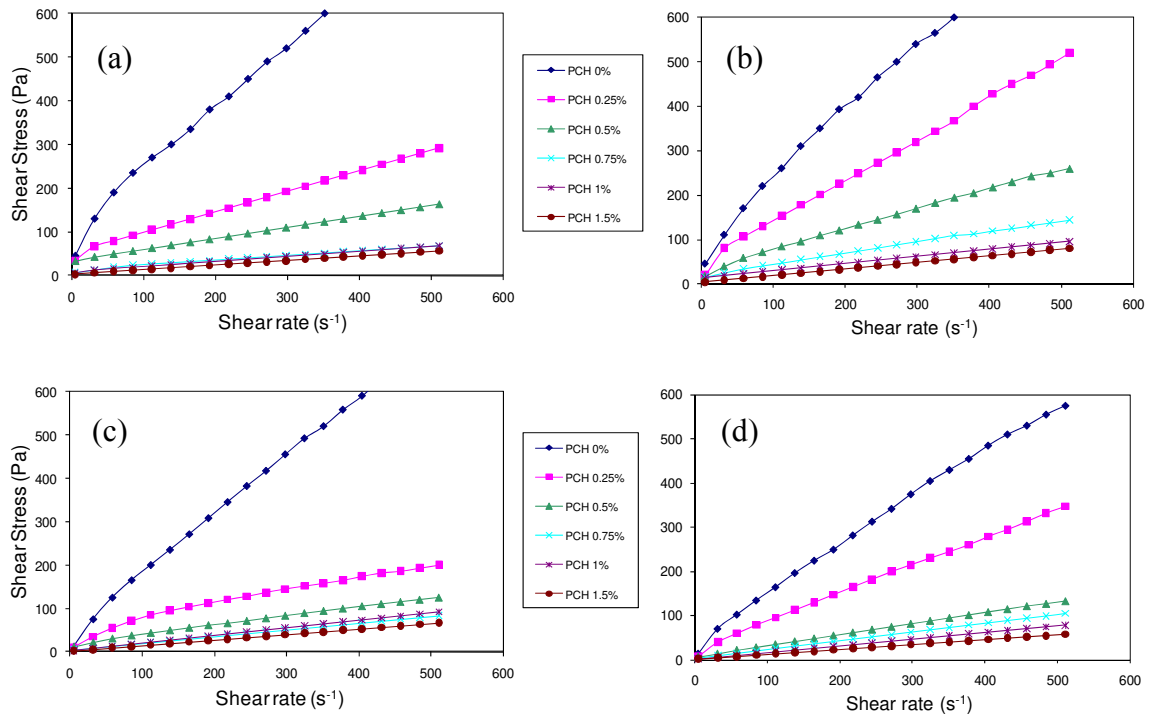 (a)
Shear Stress (Pa)
600
500
400
300
200
100
0
0 100 200 300 400 500 600
Shear rate (s-1)
PCH 0%
PCH 0.25%
PCH 0.5%
PCH 0.75%
PCH 1%
PCH 1.5%
(b)
600
500
400
300
200
100
0
0 100 200 300 400 500 600
Shear rate (s-1)
(c)
Shear Stress (Pa)
600
500
400
300
200
100
0
0 100 200 300 400 500 600
Shear rate (s-1)
PCH 0%
PCH 0.25%
PCH 0.5%
PCH 0.75%
PCH 1%
PCH 1.5%
(d)
600
500
400
300
200
100
0
0 100 200 300 400 500 600
Shear rate (s-1)